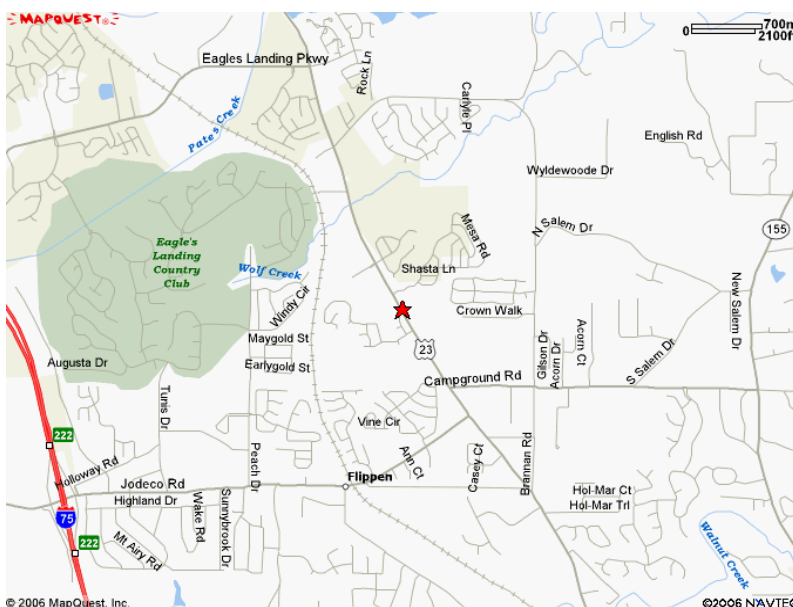 MAPQUEST®
0 700m
2100ft
Eagles Landing Pkwy
Rock Ln
Carlyle Pl
Pate's Creek
English Rd
Wyldewoode Dr
N Salem Dr
Mesa Rd
155
Eagle's
Landing
Country
Club
Wolf Creek
Shasta Ln
Windy Cir
Crown Walk
New Salem Dr
Maygold St
23
Gilson Dr
Acorn Dr
Acorn Ct
Augusta Dr
Earlygold St
Campground Rd
S Salem Dr
Tunis Dr
Vine Cir
222
Peach Dr
Ann Ct
Casey Ct
Brannan Rd
Holloway Rd
Jodeco Rd
Flippen
Highland Dr
Hol-Mar Ct
Hol-Mar Trl
75
Wake Rd
Sunnybrook Dr
222
Mt Airy Rd
Walnut Creek
© 2006 MapQuest, Inc.
©2006 NAVTEQ